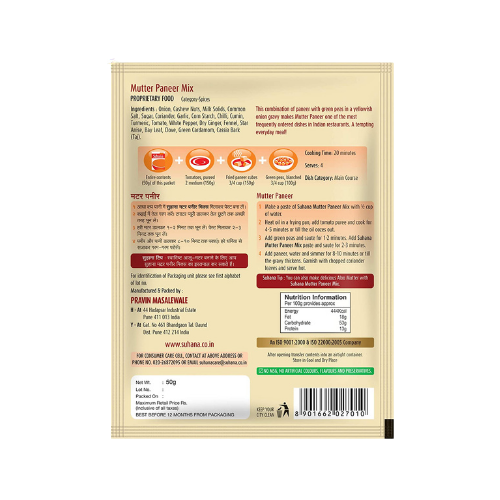 Mutter Paneer Mix
PROPRIETARY FOOD Category-Spices
Ingredients : Onion, Cashew Nuts, Milk Solids, Common
Salt, Sugar, Coriander, Garlic, Corn Starch, Chilli, Cumin,
Turmeric, Tomato, White Pepper, Dry Ginger, Fennel, Star
Anise, Bay Leaf, Clove, Green Cardamom, Cassia Bark
(Taj).
This combination of paneer with green peas in a yellowish
onion gravy makes Mutter Paneer one of the most
frequently ordered dishes in Indian restaurants. A tempting
everyday meal!
Entire contents
(50g) of this packet
Tomatoes, pureed
2 medium (150g)
Fried paneer cubes
3/4 cup (150g)
Green peas, blanched
3/4 cup (100g)
Cooking Time: 20 minutes
Serves: 4
Dish Category: Main Course
मटर पनीर
Mutter Paneer
1 Make a paste of Suhana Mutter Paneer Mix with ½ cup
of water.
2 Heat oil in a frying pan, add tomato puree and cook for
4-5 minutes or till the oil oozes out.
3 Add green peas and saute for 1-2 minutes. Add Suhana
Mutter Paneer Mix paste and saute for 2-3 minutes.
4 Add paneer, water and simmer for 8-10 minutes or till
the gravy thickens. Garnish with chopped coriander
leaves and serve hot.
Suhana Tip : You can also make delicious Aloo Mutter with
Suhana Mutter Paneer Mix.
For identification of Packaging unit please see first alphabet
of lot no.
Manufactured & Packed by :
PRAVIN MASALEWALE
H - At 44 Hadapsar Industrial Estate
Pune 411 013 India
Y - At Gat. No 461 Bhandgaon Tal Daund
Dist Pune 412 214 India
www.suhana.co.in
FOR CONSUMER CARE CELL, CONTACT AT ABOVE ADDRESS OR
PHONE NO. 020-26872095 OR EMAIL: suhanacare@suhana.co.in
Nutrition Information
Per 100g provides approx
Energy 444Kcal
Fat
Carbohydrate 50g
Protein
An ISO 9001:2008 & ISO 22000:2005 Company
After opening transfer contents into an airtight container
Store in Cool and Dry Place
NO MSG, NO ARTIFICIAL COLOURS, FLAVOURS AND PRESERVATIVES
Net Wt. : 50g
Lot No. :
Packed On :
Maximum Retail Price Rs.
(Inclusive of all taxes)
BEST BEFORE 12 MONTHS FROM PACKAGING.
KEEP YOUR
CITY CLEAN
8 901662 027010